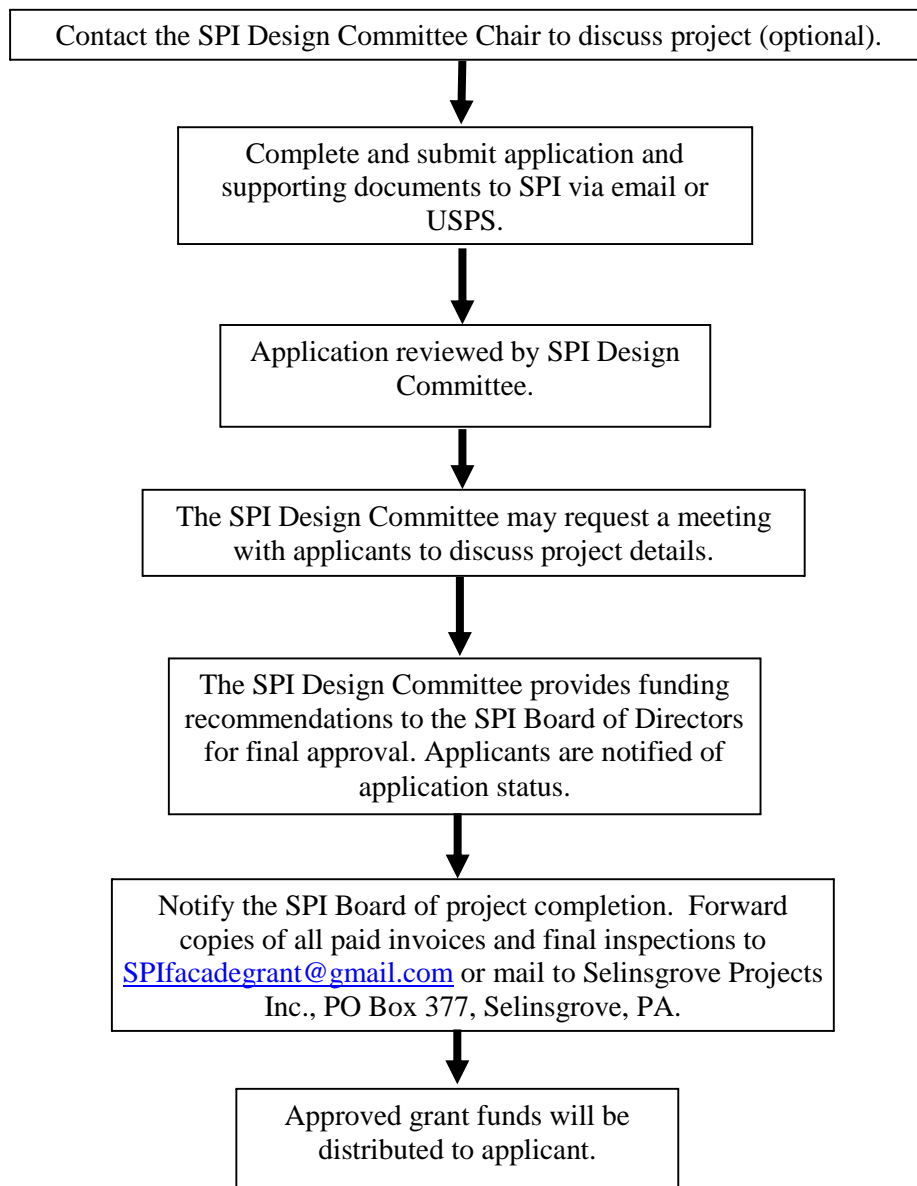 Contact the SPI Design Committee Chair to discuss project (optional).
Complete and submit application and
supporting documents to SPI via email or
USPS.
Application reviewed by SPI Design
Committee.
The SPI Design Committee may request a meeting
with applicants to discuss project details.
The SPI Design Committee provides funding
recommendations to the SPI Board of Directors
for final approval. Applicants are notified of
application status.
Notify the SPI Board of project completion.  Forward
copies of all paid invoices and final inspections to
SPIfacadegrant@gmail.com or mail to Selinsgrove Projects
Inc., PO Box 377, Selinsgrove, PA.
Approved grant funds will be
distributed to applicant.